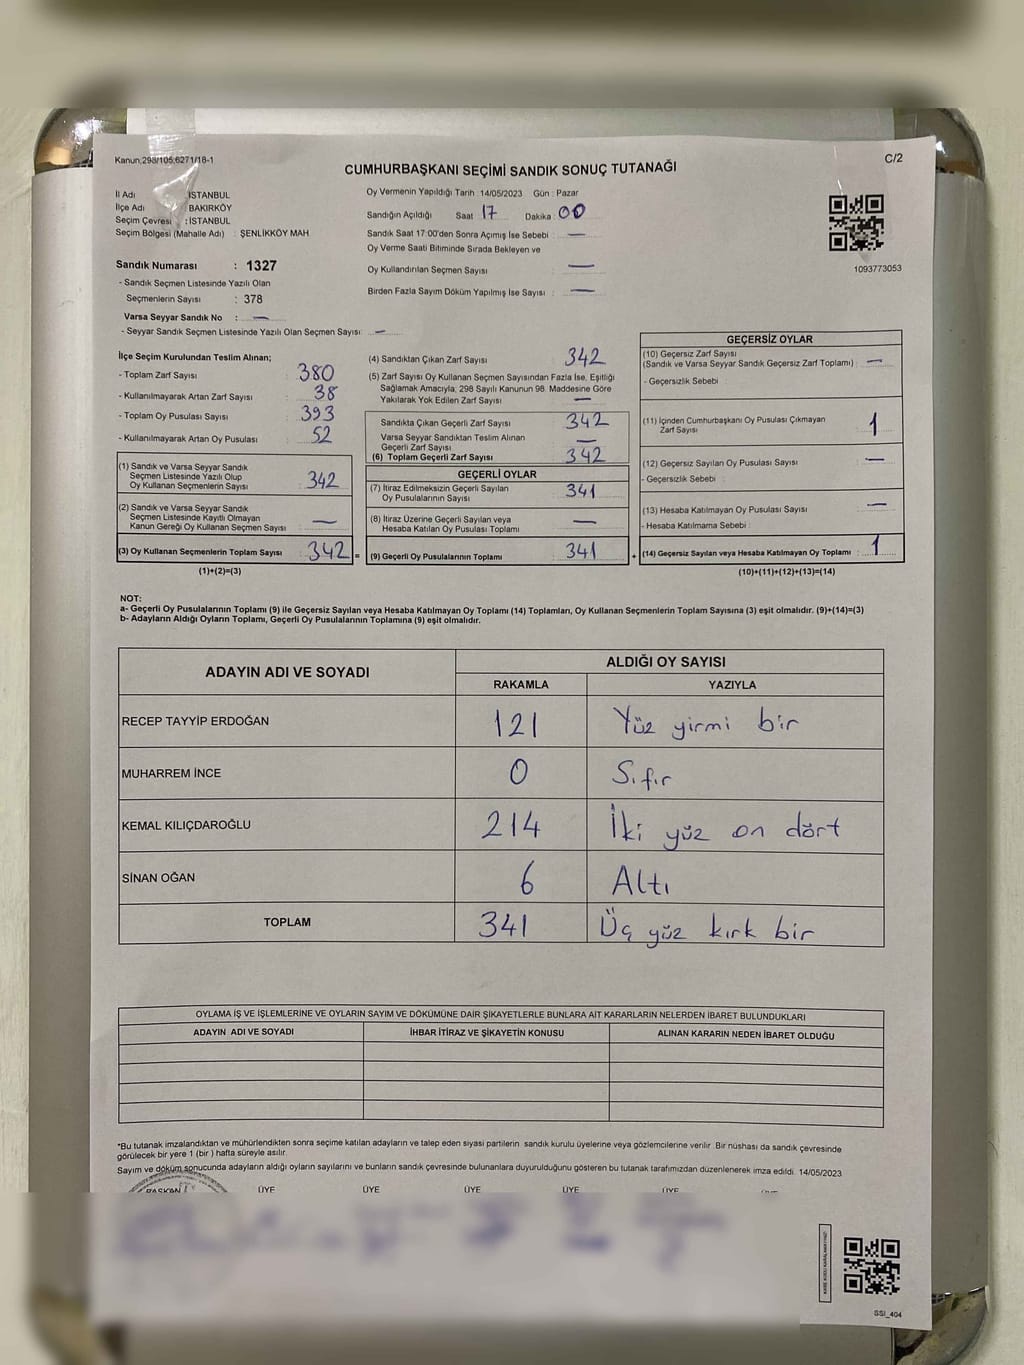 Kanun;298/105;6271/18-1
C/2
CUMHURBAŞKANI SEÇİMİ SANDIK SONUÇ TUTANAĞI
İl Adı : İSTANBUL
İlçe Adı : BAKIRKÖY
Seçim Çevresi : İSTANBUL
Seçim Bölgesi (Mahalle Adı) : ŞENLİKKÖY MAH
Oy Vermenin Yapıldığı Tarih : 14/05/2023 Gün : Pazar
Sandığın Açıldığı Saat 17 Dakika : 00
Sandık Saat 17:00'den Sonra Açımış İse Sebebi : —
Oy Verme Saati Bitiminde Sırada Bekleyen ve
Oy Kullandırılan Seçmen Sayısı —
Birden Fazla Sayım Döküm Yapılmış İse Sayısı : —
1093773053
Sandık Numarası : 1327
- Sandık Seçmen Listesinde Yazılı Olan
Seçmenlerin Sayısı : 378
Varsa Seyyar Sandık No : —
- Seyyar Sandık Seçmen Listesinde Yazılı Olan Seçmen Sayısı: —
İlçe Seçim Kurulundan Teslim Alınan;
- Toplam Zarf Sayısı : 380
- Kullanılmayarak Artan Zarf Sayısı : 38
- Toplam Oy Pusulası Sayısı : 393
- Kullanılmayarak Artan Oy Pusulası : 52
(1) Sandık ve Varsa Seyyar Sandık
Seçmen Listesinde Yazılı Olup
Oy Kullanan Seçmenlerin Sayısı : 342
(2) Sandık ve Varsa Seyyar Sandık
Seçmen Listesinde Kayıtlı Olmayan
Kanun Gereği Oy Kullanan Seçmen Sayısı : —
(3) Oy Kullanan Seçmenlerin Toplam Sayısı : 342 =
(1)+(2)=(3)
(4) Sandıktan Çıkan Zarf Sayısı : 342
(5) Zarf Sayısı Oy Kullanan Seçmen Sayısından Fazla İse, Eşitliği
Sağlamak Amacıyla; 298 Sayılı Kanunun 98. Maddesine Göre
Yakılarak Yok Edilen Zarf Sayısı : —
Sandıkta Çıkan Geçerli Zarf Sayısı : 342
Varsa Seyyar Sandıktan Teslim Alınan
Geçerli Zarf Sayısı : —
(6) Toplam Geçerli Zarf Sayısı : 342
GEÇERLİ OYLAR
(7) İtiraz Edilmeksizin Geçerli Sayılan
Oy Pusulalarının Sayısı : 341
(8) İtiraz Üzerine Geçerli Sayılan veya
Hesaba Katılan Oy Pusulası Toplamı : —
(9) Geçerli Oy Pusulalarının Toplamı : 341 +
GEÇERSİZ OYLAR
(10) Geçersiz Zarf Sayısı
(Sandık ve Varsa Seyyar Sandık Geçersiz Zarf Toplamı) : —
- Geçersizlik Sebebi :
(11) İçinden Cumhurbaşkanı Oy Pusulası Çıkmayan
Zarf Sayısı : 1
(12) Geçersiz Sayılan Oy Pusulası Sayısı : —
- Geçersizlik Sebebi :
(13) Hesaba Katılmayan Oy Pusulası Sayısı : —
- Hesaba Katılmama Sebebi :
(14) Geçersiz Sayılan veya Hesaba Katılmayan Oy Toplamı : 1
(10)+(11)+(12)+(13)=(14)
NOT:
a- Geçerli Oy Pusulalarının Toplamı (9) ile Geçersiz Sayılan veya Hesaba Katılmayan Oy Toplamı (14) Toplamları, Oy Kullanan Seçmenlerin Toplam Sayısına (3) eşit olmalıdır. (9)+(14)=(3)
b- Adayların Aldığı Oyların Toplamı, Geçerli Oy Pusulalarının Toplamına (9) eşit olmalıdır.
ADAYIN ADI VE SOYADI
ALDIĞI OY SAYISI
RAKAMLA YAZIYLA
RECEP TAYYİP ERDOĞAN 121 Yüz yirmi bir
MUHARREM İNCE 0 Sıfır
KEMAL KILIÇDAROĞLU 214 İki yüz on dört
SİNAN OĞAN 6 Altı
TOPLAM 341 Üç yüz kırk bir
OYLAMA İŞ VE İŞLEMLERİNE VE OYLARIN SAYIM VE DÖKÜMÜNE DAİR ŞİKAYETLERLE BUNLARA AİT KARARLARIN NELERDEN İBARET BULUNDUKLARI
ADAYIN ADI VE SOYADI İHBAR İTİRAZ VE ŞİKAYETİN KONUSU ALINAN KARARIN NEDEN İBARET OLDUĞU
*Bu tutanak imzalandıktan ve mühürlendikten sonra seçime katılan adayların ve talep eden siyasi partilerin sandık kurulu üyelerine veya gözlemcilerine verilir. Bir nüshası da sandık çevresinde
görülecek bir yere 1 (bir ) hafta süreyle asılır.
Sayım ve döküm sonucunda adayların aldığı oyların sayılarını ve bunların sandık çevresinde bulunanlara duyurulduğunu gösteren bu tutanak tarafımızdan düzenlenerek imza edildi. 14/05/2023
BAŞKAN ÜYE ÜYE ÜYE ÜYE ÜYE ÜYE
SSI_404